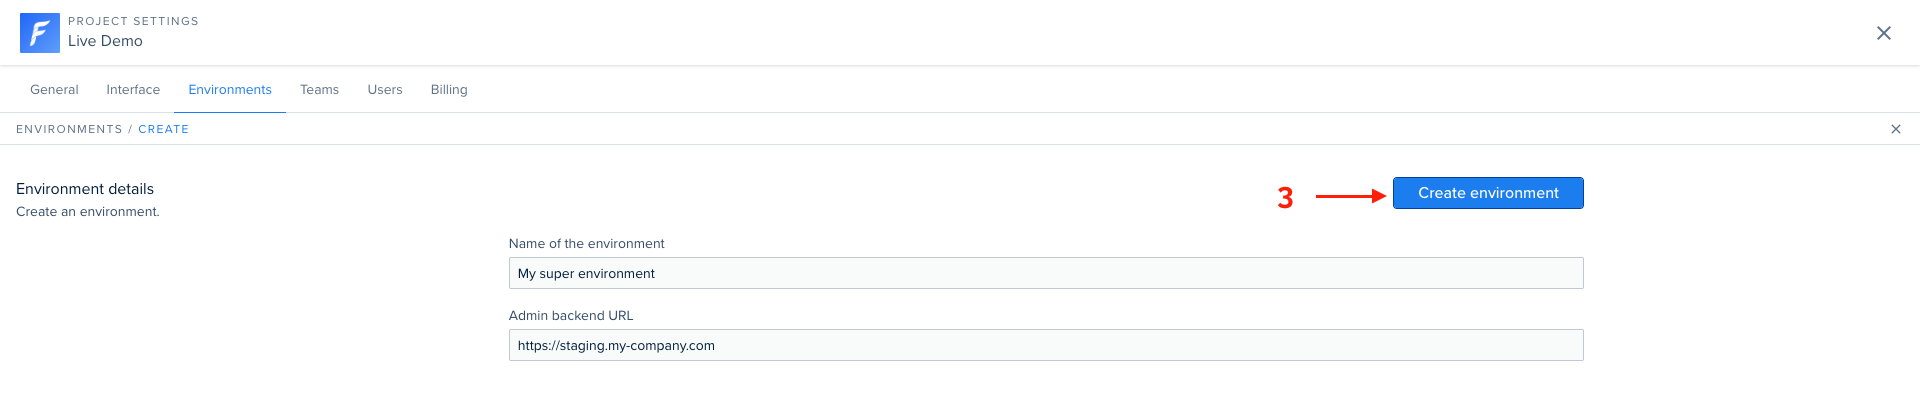 PROJECT SETTINGS
Live Demo
General Interface Environments Teams Users Billing
ENVIRONMENTS / CREATE
Environment details
Create an environment.
3
Create environment
Name of the environment
My super environment
Admin backend URL
https://staging.my-company.com